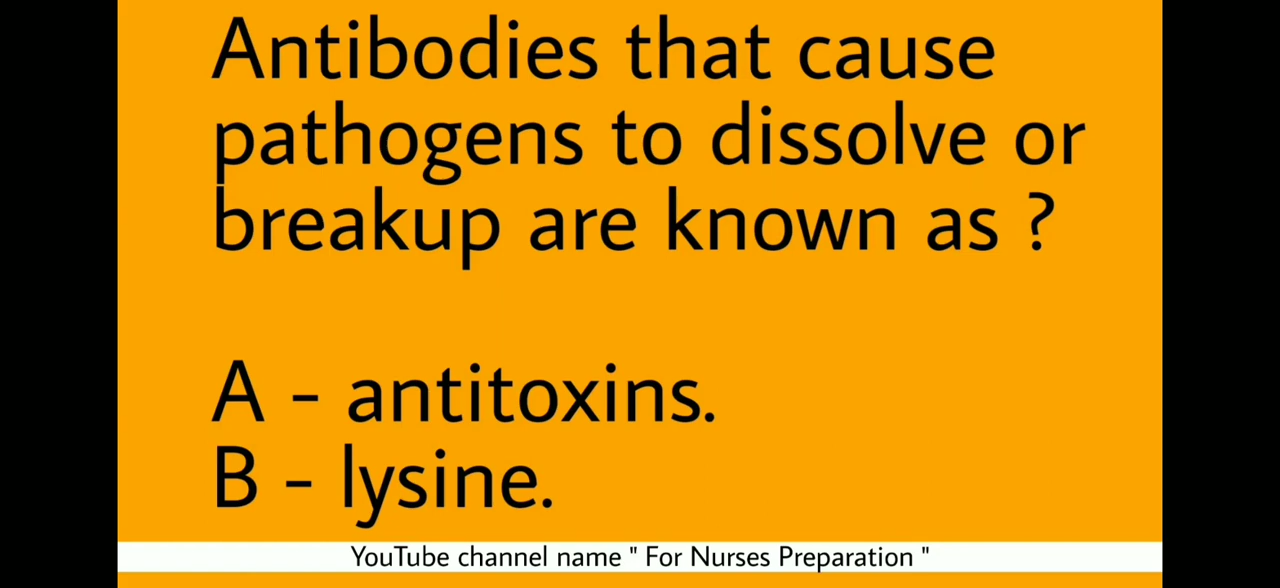 Antibodies that cause
pathogens to dissolve or
breakup are known as ?
A - antitoxins.
B - lysine.
YouTube channel name " For Nurses Preparation "